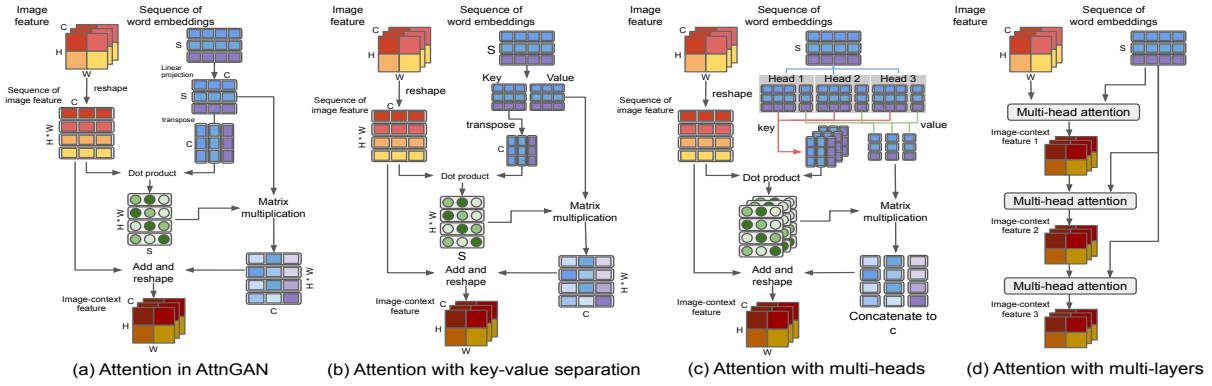 Image
feature
Sequence of
word embeddings
C
H
W
S
Linear
projection
C
S
reshape
Sequence of
image feature
C
H * W
transpose
C
Dot product
H * W
S
Matrix
multiplication
Add and
reshape
H * W
C
Image-context
feature
C
H
W
(a) Attention in AttnGAN
Image
feature
Sequence of
word embeddings
C
H
W
S
Key
Value
reshape
Sequence of
image feature
C
H * W
transpose
C
Dot product
H * W
S
Matrix
multiplication
Add and
reshape
H * W
C
Image-context
feature
C
H
W
(b) Attention with key-value separation
Image
feature
Sequence of
word embeddings
C
H
W
S
Head 1
Head 2
Head 3
reshape
Sequence of
image feature
C
H * W
key
value
Dot product
H * W
S
Matrix
multiplication
Add and
reshape
Concatenate to
c
Image-context
feature
C
H
W
(c) Attention with multi-heads
Image
feature
Sequence of
word embeddings
C
H
W
S
Multi-head attention
Image-context
feature 1
Multi-head attention
Image-context
feature 2
Multi-head attention
Image-context
feature 3
(d) Attention with multi-layers